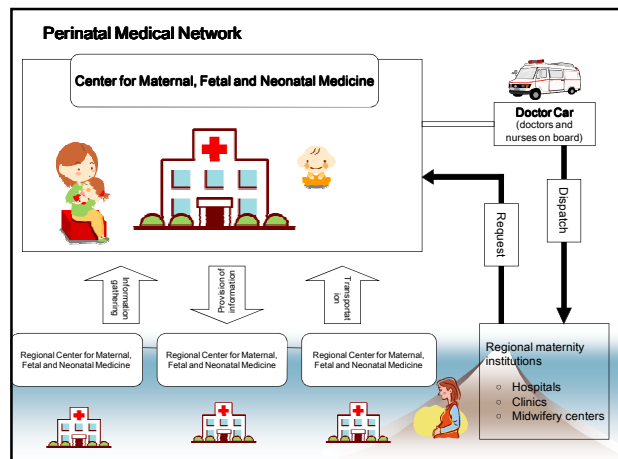 Perinatal Medical Network
Center for Maternal, Fetal and Neonatal Medicine
Doctor Car
(doctors and
nurses on board)
Request
Dispatch
Information
gathering
Provision of
information
Transportat
ion
Regional Center for Maternal,
Fetal and Neonatal Medicine
Regional Center for Maternal,
Fetal and Neonatal Medicine
Regional Center for Maternal,
Fetal and Neonatal Medicine
Regional maternity
institutions
○ Hospitals
○ Clinics
○ Midwifery centers